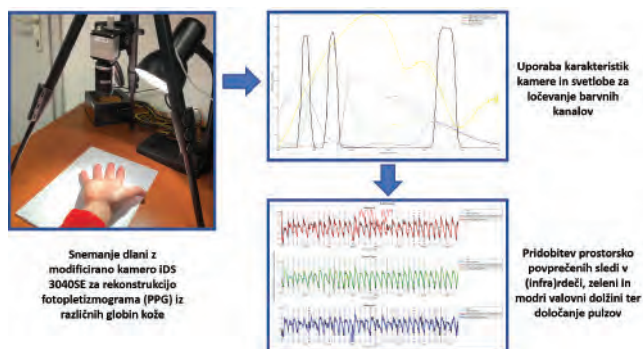 Uporaba karakteristik
kamere in svetlobe za
ločevanje barvnih
kanalov
Snemanje dlani z
modificirano kamero iDS
3040SE za rekonstrukcijo
fotopletizmograma (PPG) iz
različnih globin kože
Pridobitev prostorsko
povprečenih sledi v
(infra)rdeči, zeleni in
modri valovni dolžini ter
določanje pulzov